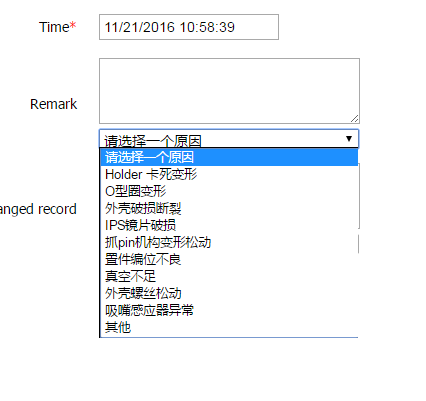 Time*
11/21/2016 10:58:39
Remark
请选择一个原因
请选择一个原因
Holder 卡死变形
O型圈变形
外壳破损断裂
IPS镜片破损
anged record
抓pin机构变形松动
置件编位不良
真空不足
外壳螺丝松动
吸嘴感应器异常
其他